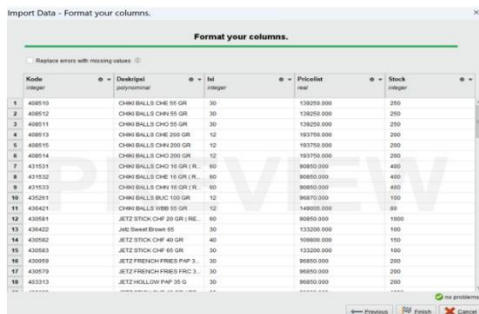 Import Data - Format your columns.
Format your columns.
Replace errors with missing values
Kode Deskripsi Isi Pricelist Stock
integer polynominal integer real integer
1 408510 CHIKI BALLS CHE 55 GR 30 139250.000 250
2 408512 CHIKI BALLS CHN 55 GR 30 139250.000 250
3 408511 CHIKI BALLS CHO 55 GR 30 139250.000 250
4 408513 CHIKI BALLS CHE 200 GR 12 193750.000 200
5 408515 CHIKI BALLS CHN 200 GR 12 193750.000 200
6 408514 CHIKI BALLS CHO 200 GR 12 193750.000 200
7 431531 CHIKI BALLS CHO 16 GR ( R... 60 90850.000 400
8 431532 CHIKI BALLS CHE 16 GR ( R... 60 90850.000 400
9 431533 CHIKI BALLS CHN 16 GR ( R... 60 90850.000 400
10 435261 CHIKI BALLS BUC 100 GR 12 96870.000 100
11 436421 CHIKI BALLS WBB 55 GR 12 80
12 430581 JETZ STICK CHF 20 GR ( RE... 60 90850.000 1000
13 436422 Jetz Sweet Brown 65 30 133200.000 100
14 430582 JETZ STICK CHF 40 GR 40 109800.000 150
15 430583 JETZ STICK CHF 65 GR 30 133200.000 100
16 430059 JETZ FRENCH FRIES PAP 3... 30 96850.000 200
17 430579 JETZ FRENCH FRIES FRC 3... 30 96850.000 200
18 403313 JETZ HOLLOW PAP 35 G 30 96850.000 200
PREVIEW
no problems
Previous Finish Cancel